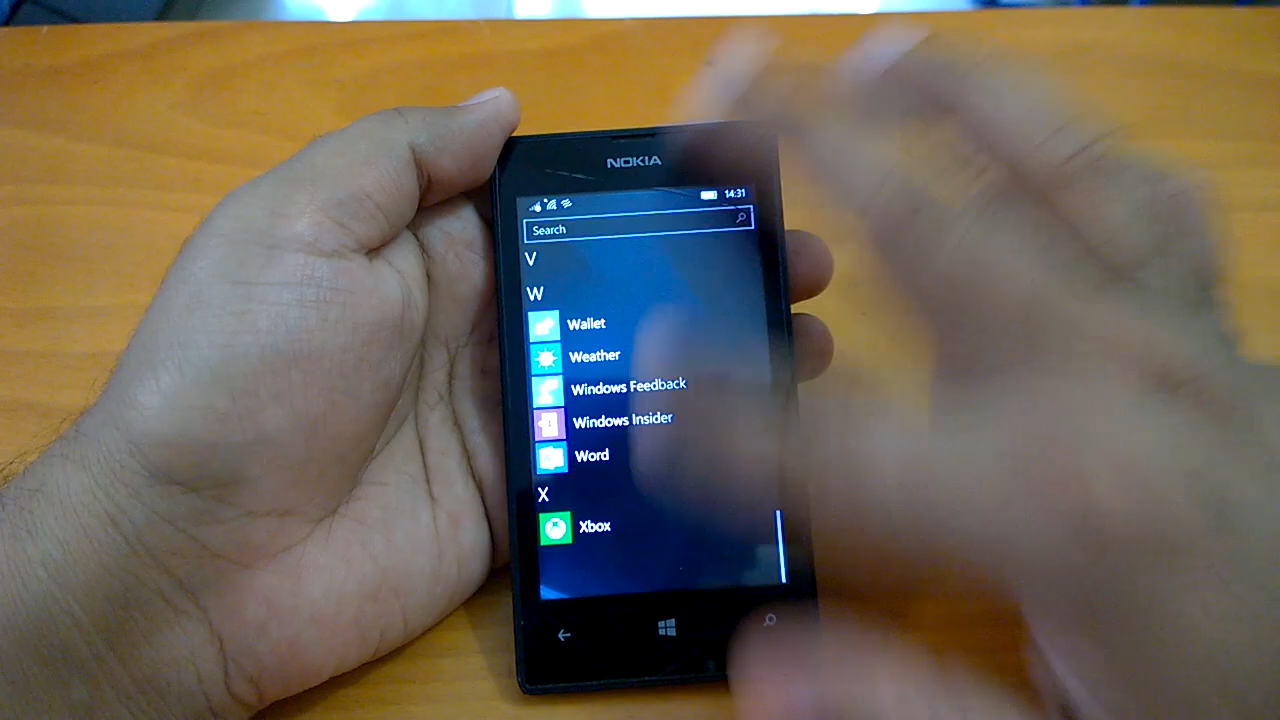 NOKIA
14:31
Search
V
W
Wallet
Weather
Windows Feedback
Windows Insider
Word
X
Xbox